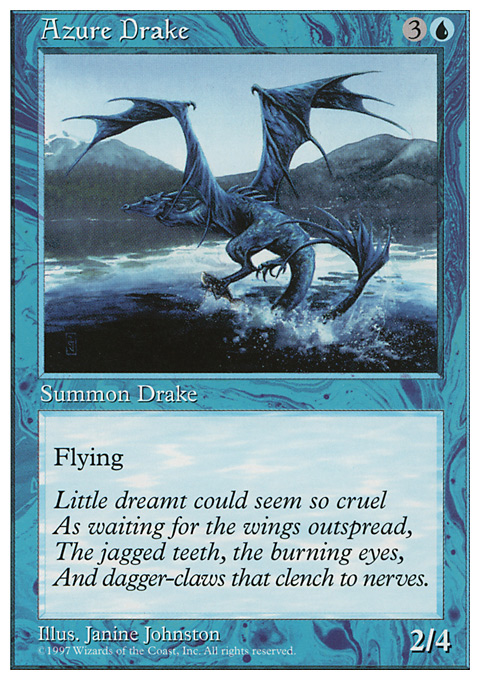 Azure Drake 3
Summon Drake
Flying
Little dreamt could seem so cruel
As waiting for the wings outspread,
The jagged teeth, the burning eyes,
And dagger-claws that clench to nerves.
Illus. Janine Johnston
©1997 Wizards of the Coast, Inc. All rights reserved.
2/4